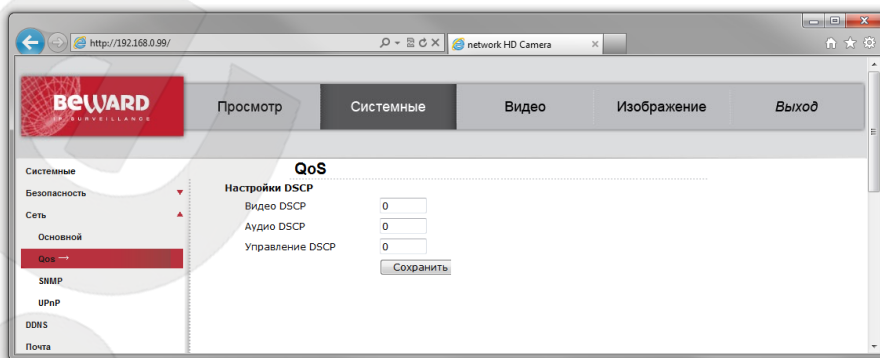 http://192.168.0.99/
network HD Camera
BEWARD
IP SURVEILLANCE
Просмотр
Системные
Видео
Изображение
Выход
Системные
Безопасность
Сеть
Основной
Qos →
SNMP
UPnP
DDNS
Почта
QoS
Настройки DSCP
Видео DSCP 0
Аудио DSCP 0
Управление DSCP 0
Сохранить